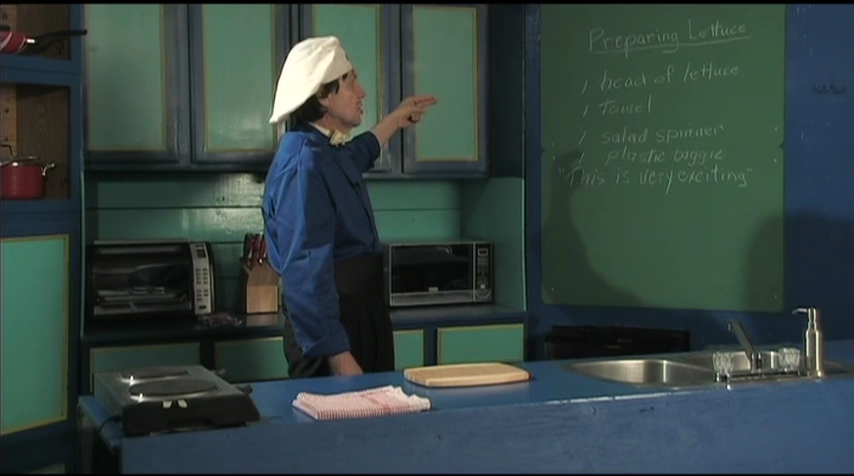 Preparing Lettuce
1 head of lettuce
1 Towel
1 salad spinner
1 plastic baggie
"This is very exciting"